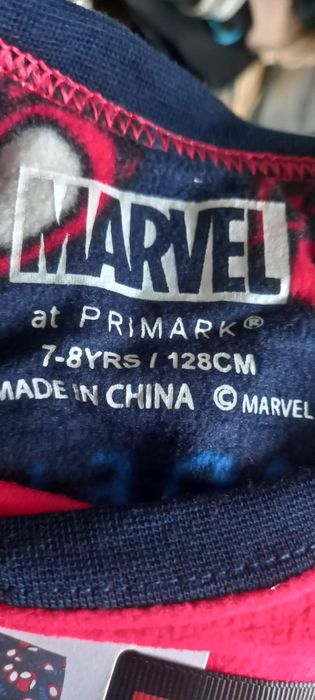 MARVEL
at PRIMARK®
7-8YRS / 128CM
MADE IN CHINA © MARVEL